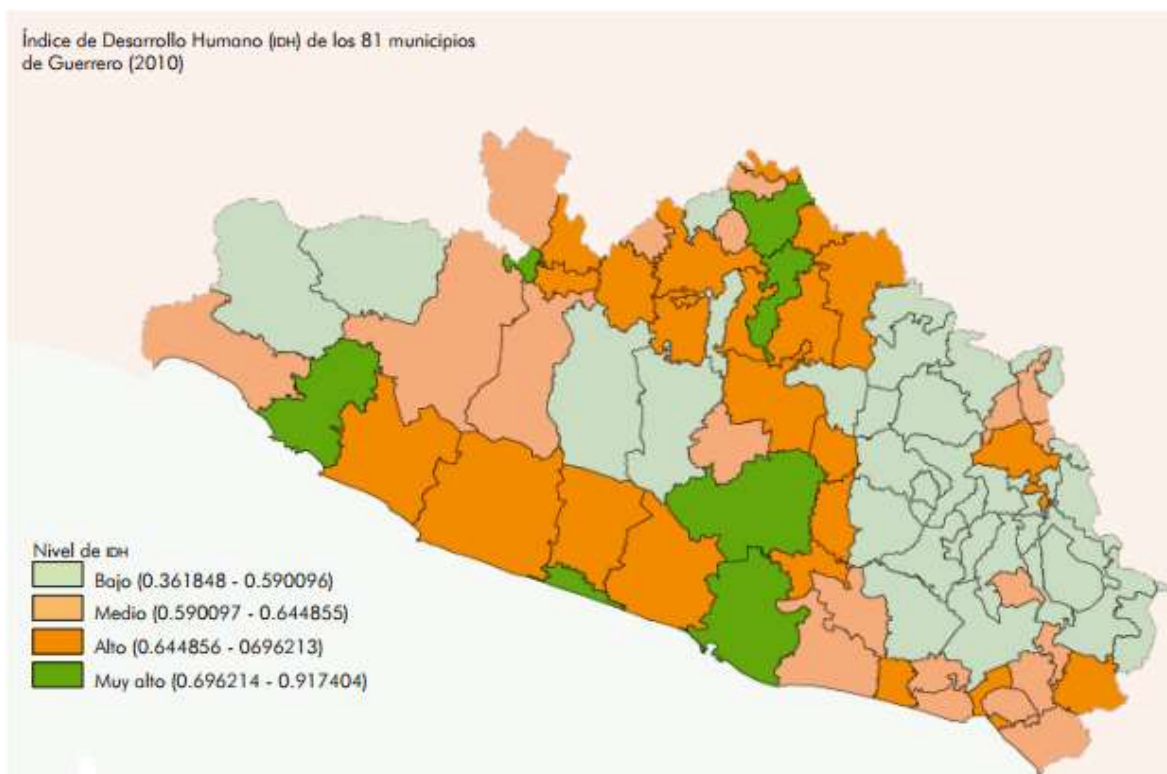 Índice de Desarrollo Humano (IDH) de los 81 municipios
de Guerrero (2010)
Nivel de IDH
Bajo (0.361848 - 0.590096)
Medio (0.590097 - 0.644855)
Alto (0.644856 - 0696213)
Muy alto (0.696214 - 0.917404)